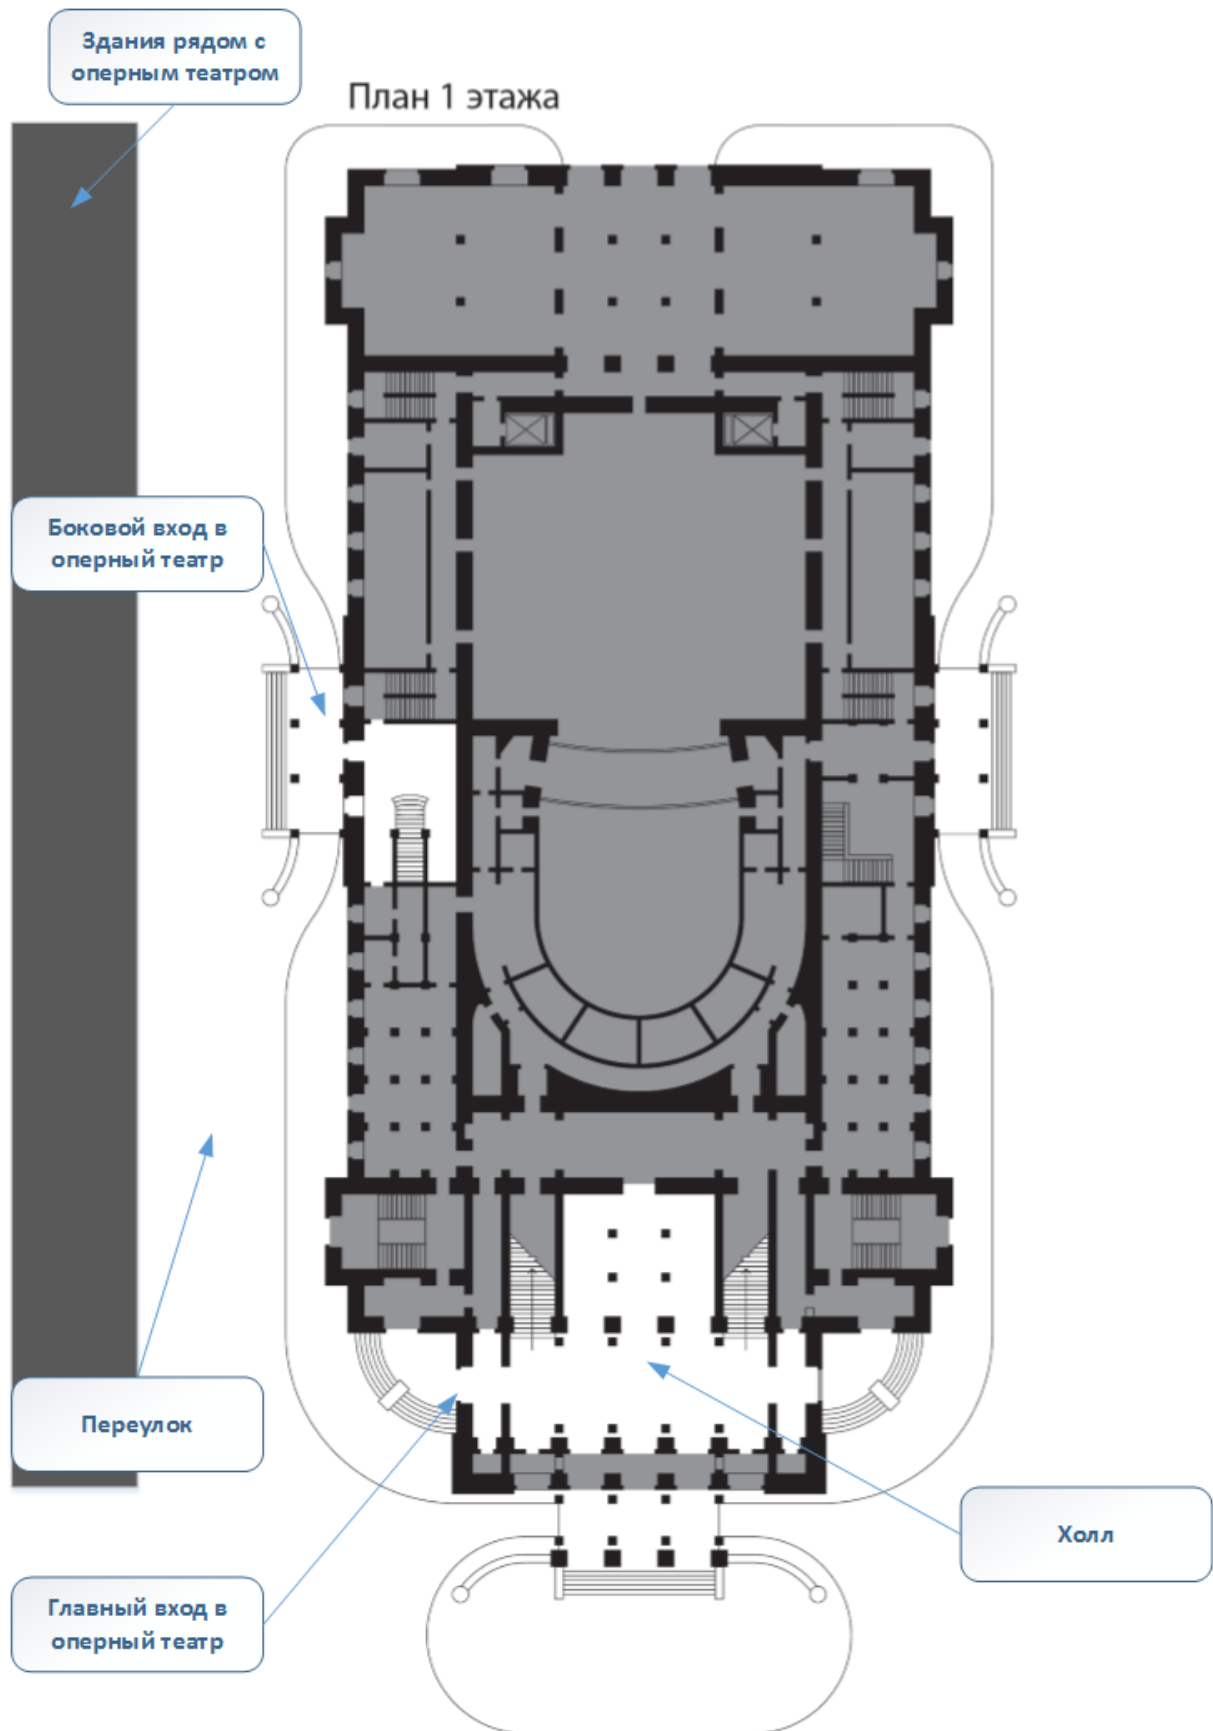 Здания рядом с
оперным театром
План 1 этажа
Боковой вход в
оперный театр
Переулок
Холл
Главный вход в
оперный театр